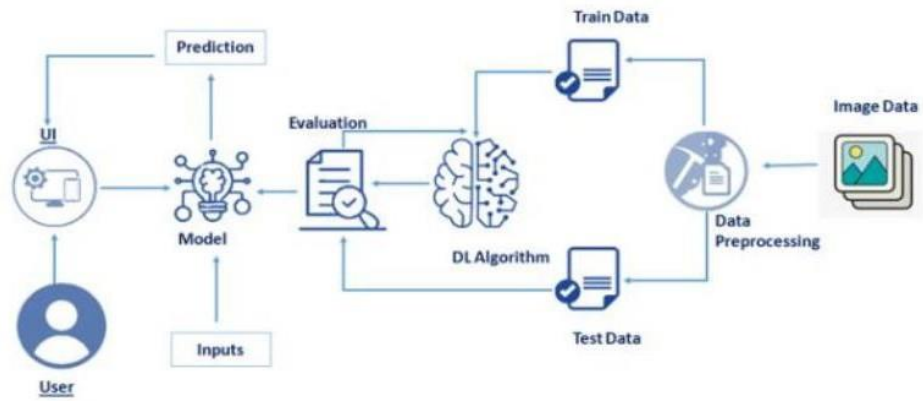 Train Data
Prediction
Image Data
Evaluation
UI
Model
Data
Preprocessing
DL Algorithm
Inputs
Test Data
User